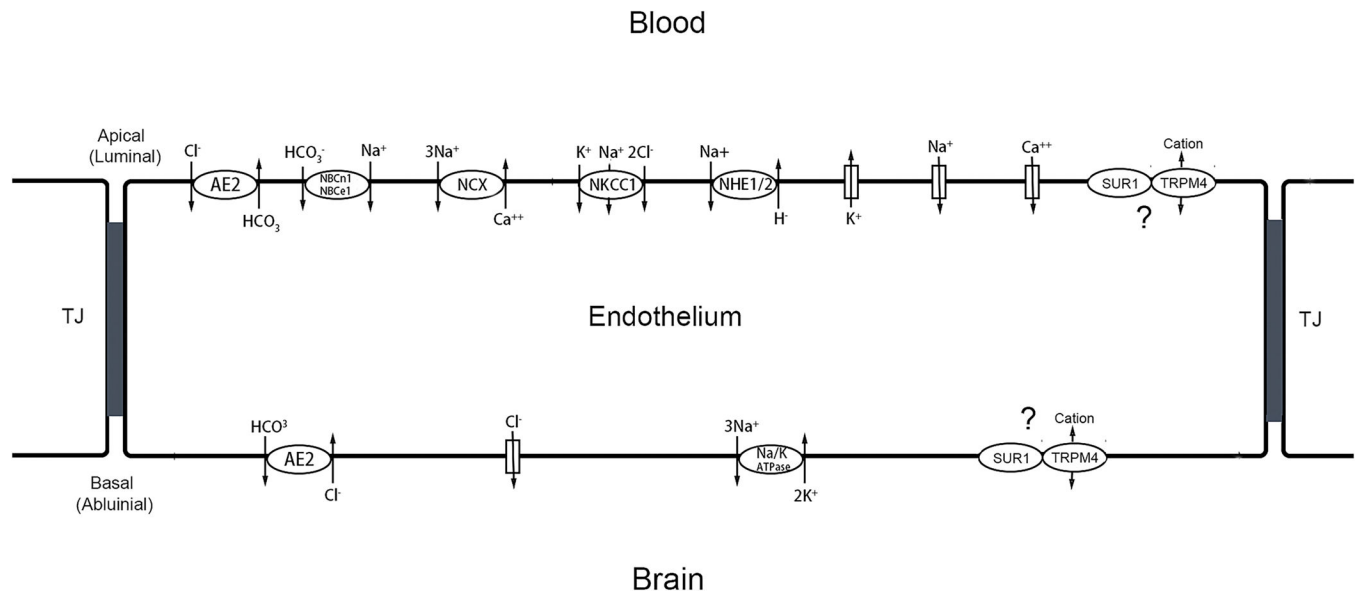 Blood
Apical
(Luminal)
Cl⁻
HCO₃⁻
Na⁺
3Na⁺
K⁺ Na⁺ 2Cl⁻
Na+
Na⁺
Ca⁺⁺
Cation
AE2
NBCn1
NBCe1
NCX
NKCC1
NHE1/2
SUR1
TRPM4
HCO₃
Ca⁺⁺
H⁻
K⁺
?
TJ
Endothelium
TJ
HCO³
Cl⁻
3Na⁺
?
Cation
AE2
Na/K
ATPase
SUR1
TRPM4
Cl⁻
2K⁺
Basal
(Abluinial)
Brain